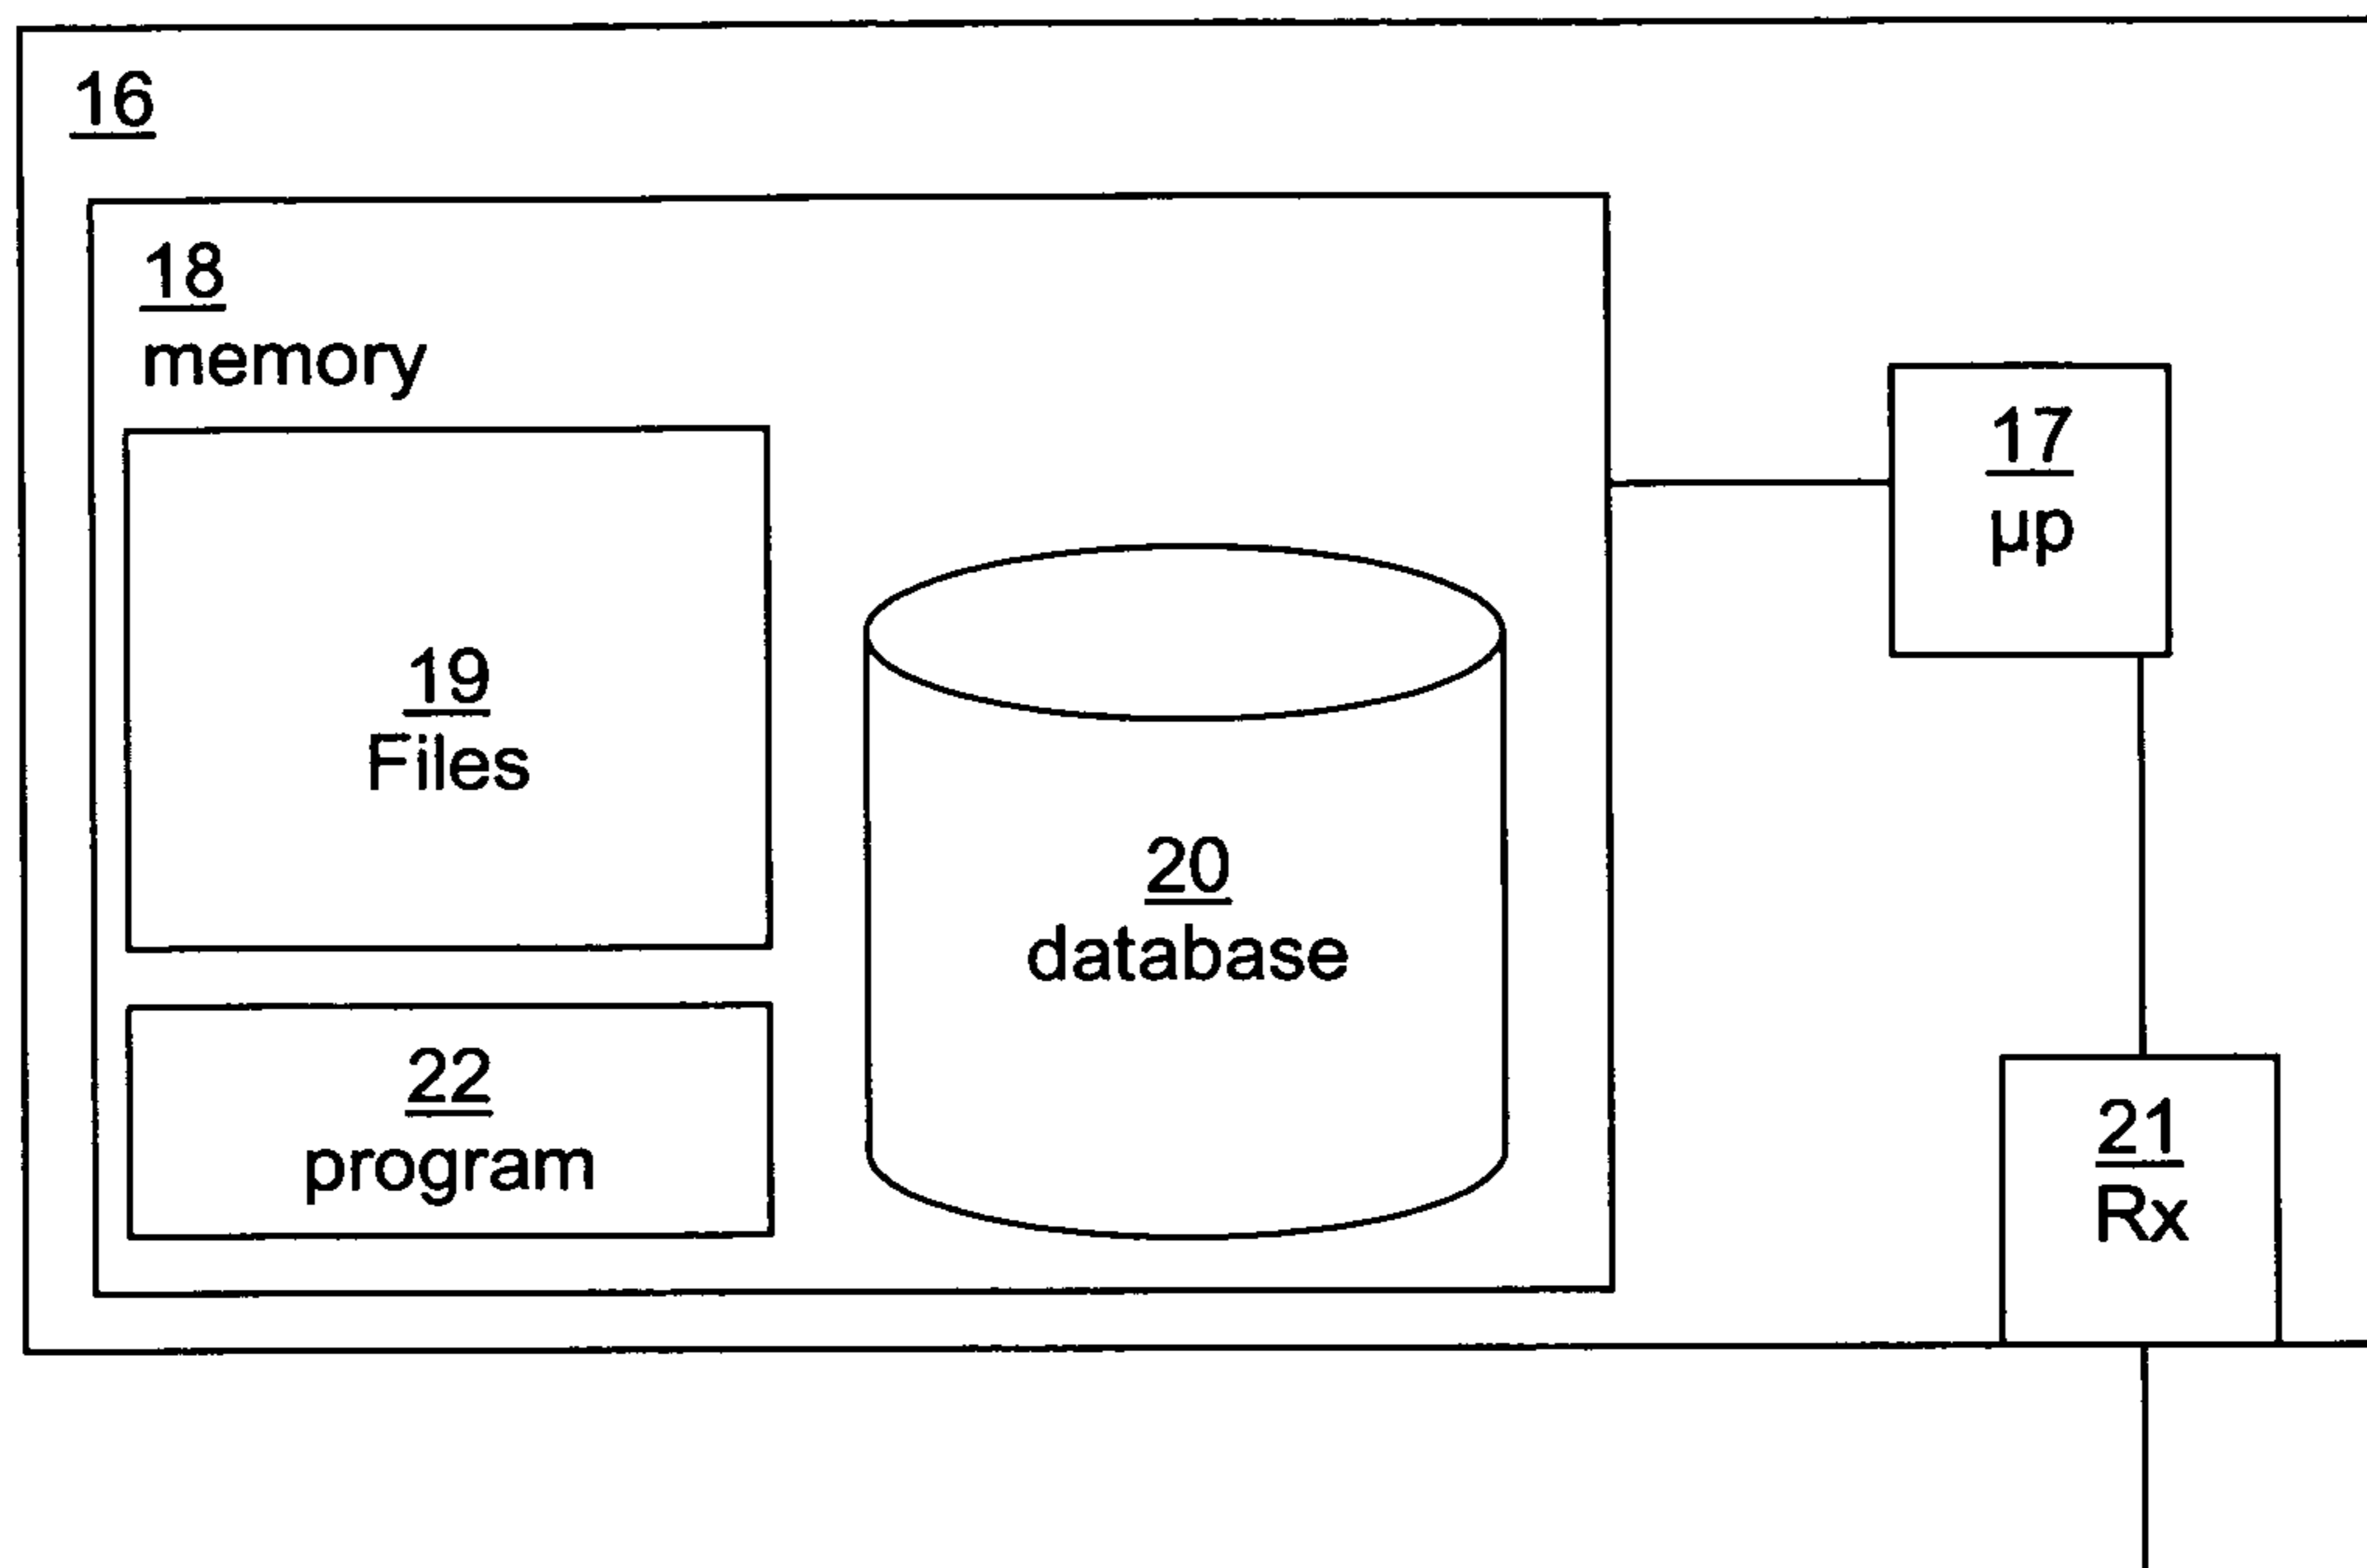 16
18
memory
17
µp
19
Files
20
database
22
program
21
Rx